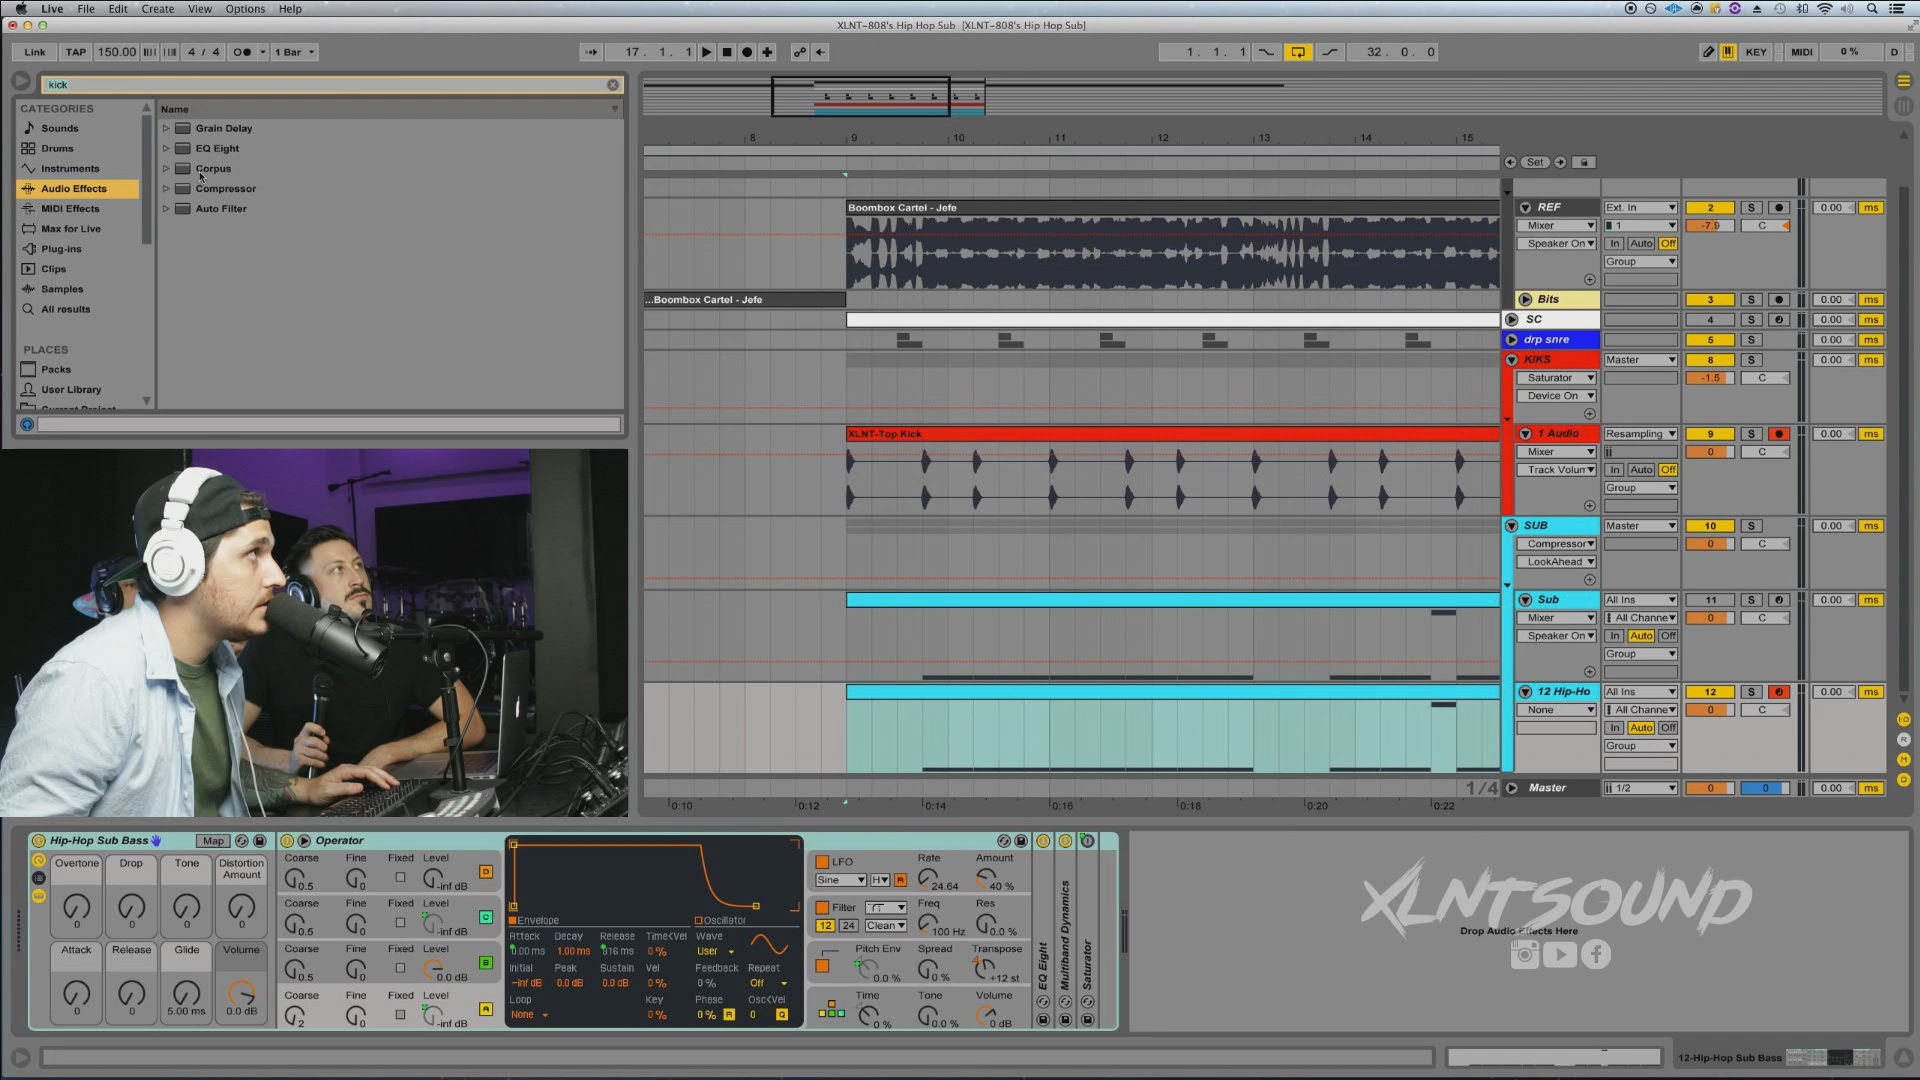 Live File Edit Create View Options Help
XLNT-808's Hip Hop Sub [XLNT-808's Hip Hop Sub]
Link TAP 150.00 4 / 4 1 Bar 17. 1. 1 1. 1. 1 32. 0. 0 KEY MIDI 0 % D
kick
CATEGORIES
Sounds
Drums
Instruments
Audio Effects
MIDI Effects
Max for Live
Plug-ins
Clips
Samples
All results
PLACES
Packs
User Library
Current Project
Name
Grain Delay
EQ Eight
Corpus
Compressor
Auto Filter
8 9 10 11 12 13 14 15
Set
Boombox Cartel - Jefe
...Boombox Cartel - Jefe
XLNT-Top Kick
REF Ext. In 2 S 0.00 ms
Mixer 1 -7.9 C
Speaker On In Auto Off
Group
Bits 3 S 0.00 ms
SC 4 S 0.00 ms
drp snre 5 S 0.00 ms
KIKS Master 8 S 0.00 ms
Saturator -1.5 C
Device On
1 Audio Resampling 9 S 0.00 ms
Mixer 0 C
Track Volum In Auto Off
Group
SUB Master 10 S 0.00 ms
Compressor 0 C
LookAhead
Sub All Ins 11 S 0.00 ms
Mixer All Channe 0 C
Speaker On In Auto Off
Group
12 Hip-Ho All Ins 12 S 0.00 ms
None All Channe 0 C
In Auto Off
Group
1/4 Master 1/2 0 0 0.00 ms
0:10 0:12 0:14 0:16 0:18 0:20 0:22
IO
R
M
D
Hip-Hop Sub Bass Map
Overtone Drop Tone Distortion Amount
0 0 0 0
Attack Release Glide Volume
0 0 5.00 ms 0.0 dB
Operator
Coarse Fine Fixed Level
0.5 0 -inf dB D
Coarse Fine Fixed Level
0.5 0 -inf dB C
Coarse Fine Fixed Level
0.5 0 0.0 dB B
Coarse Fine Fixed Level
2 0 -inf dB A
Envelope Oscillator
Attack Decay Release Time<Vel Wave
0.00 ms 1.00 ms 816 ms 0 % User
Initial Peak Sustain Vel Feedback Repeat
-inf dB 0.0 dB 0.0 dB 0 % 0 % Off
Loop Key Phase Osc<Vel
None 0 % 0 % R 0 Q
LFO Rate Amount
Sine H R 24.64 40 %
Filter Freq Res
12 24 Clean 100 Hz 0.0 %
Pitch Env Spread Transpose
0.0 % 0 % +12 st
Time Tone Volume
0 % 0.0 % 0 dB
EQ Eight
Multiband Dynamics
Saturator
XLNTSOUND
Drop Audio Effects Here
12-Hip-Hop Sub Bass